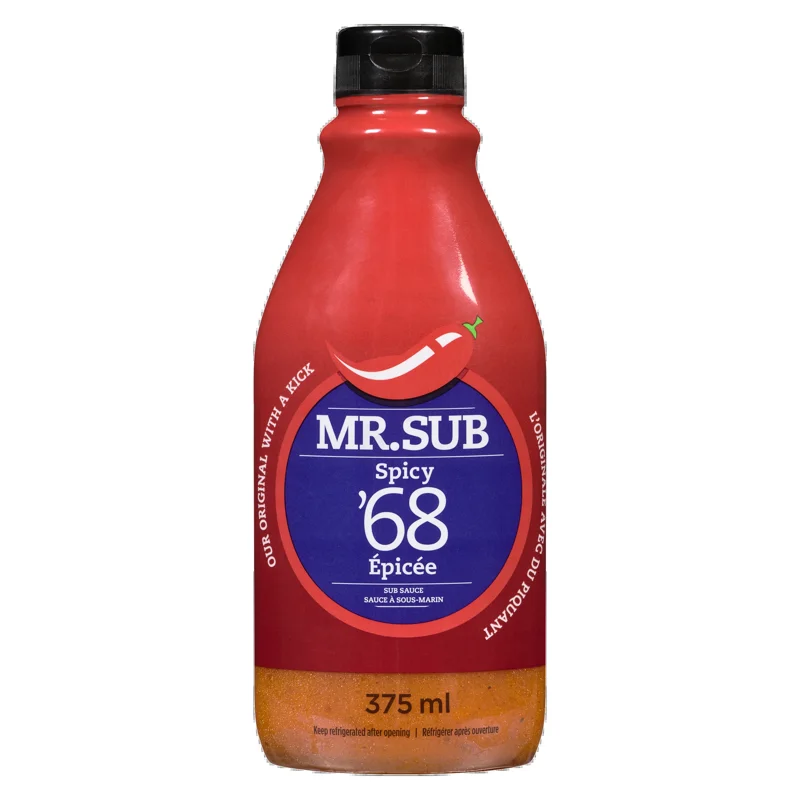 OUR ORIGINAL WITH A KICK
MR.SUB
Spicy
’68
Épicée
SUB SAUCE
SAUCE À SOUS-MARIN
L’ORIGINALE AVEC DU PIQUANT
375 ml
Keep refrigerated after opening | Réfrigérer après ouverture